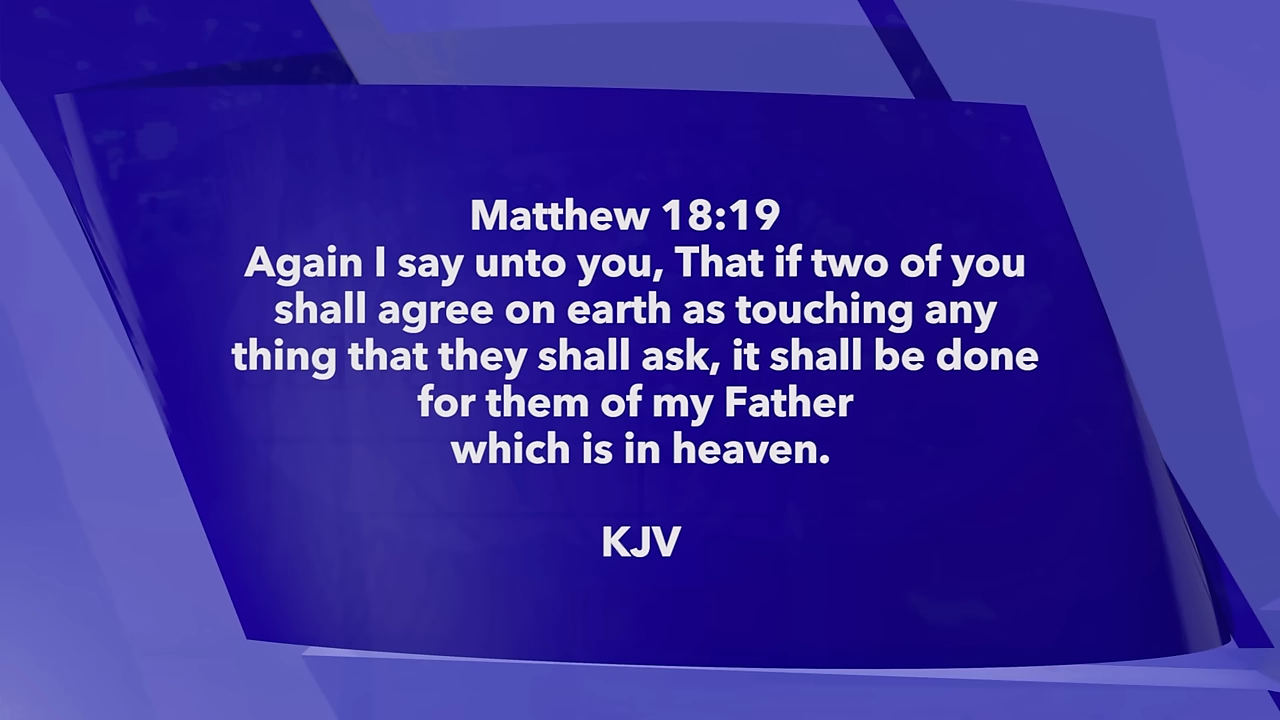 Matthew 18:19
Again I say unto you, That if two of you
shall agree on earth as touching any
thing that they shall ask, it shall be done
for them of my Father
which is in heaven.
KJV